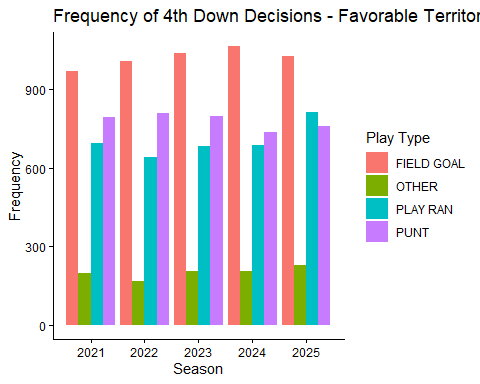 Frequency of 4th Down Decisions - Favorable Territor
900
600
300
0
Frequency
2021 2022 2023 2024 2025
Season
Play Type
FIELD GOAL
OTHER
PLAY RAN
PUNT